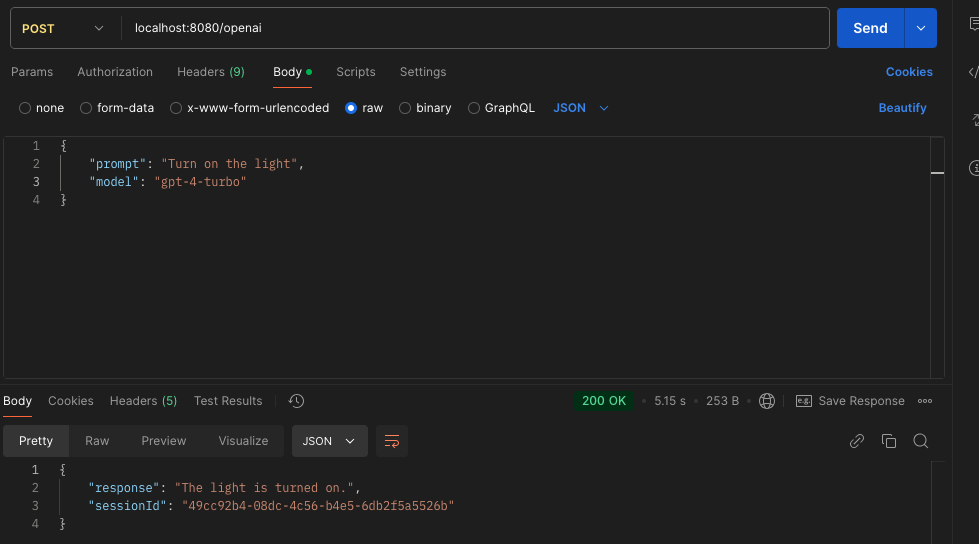 POST localhost:8080/openai Send
Params Authorization Headers (9) Body Scripts Settings Cookies
none form-data x-www-form-urlencoded raw binary GraphQL JSON Beautify
1 {
2 "prompt": "Turn on the light",
3 "model": "gpt-4-turbo"
4 }
Body Cookies Headers (5) Test Results 200 OK 5.15 s 253 B e.g. Save Response
Pretty Raw Preview Visualize JSON
1 {
2 "response": "The light is turned on.",
3 "sessionId": "49cc92b4-08dc-4c56-b4e5-6db2f5a5526b"
4 }